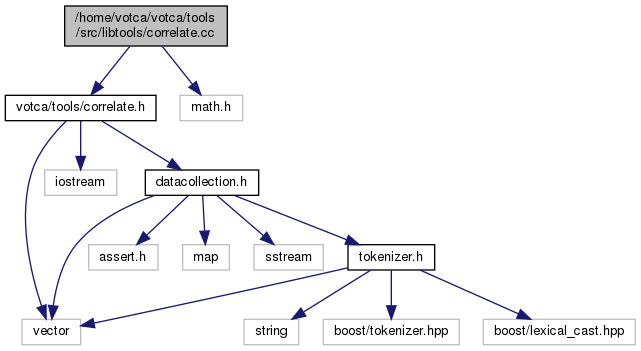 /home/votca/votca/tools
/src/libtools/correlate.cc
votca/tools/correlate.h
math.h
iostream
datacollection.h
assert.h
map
sstream
tokenizer.h
vector
string
boost/tokenizer.hpp
boost/lexical_cast.hpp